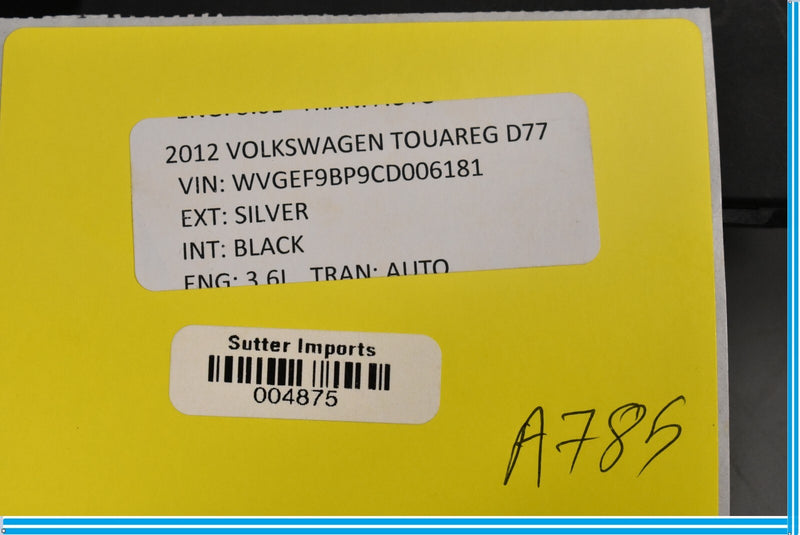 2012 VOLKSWAGEN TOUAREG D77
VIN: WVGEF9BP9CD006181
EXT: SILVER
INT: BLACK
ENG: 3.6L TRAN: AUTO
Sutter Imports
004875
A785